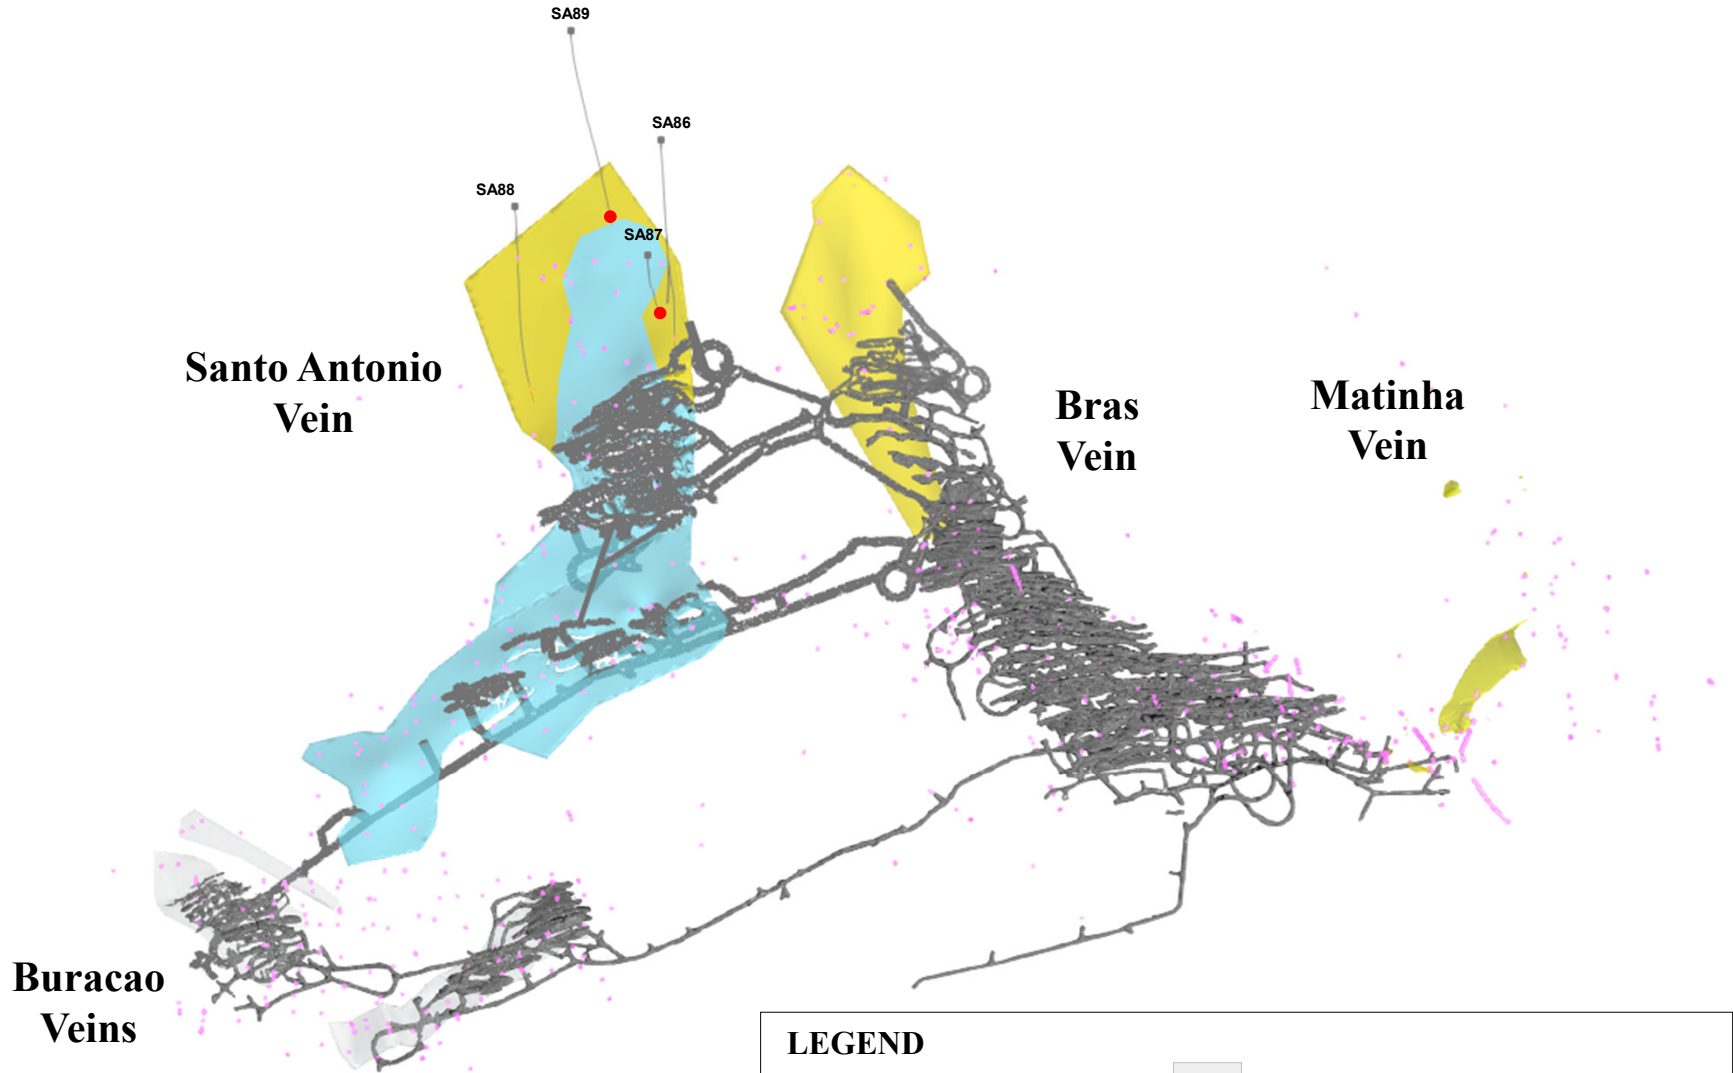 SA89
SA86
SA88
SA87
Santo Antonio
Vein
Bras
Vein
Matinha
Vein
Buracao
Veins
LEGEND